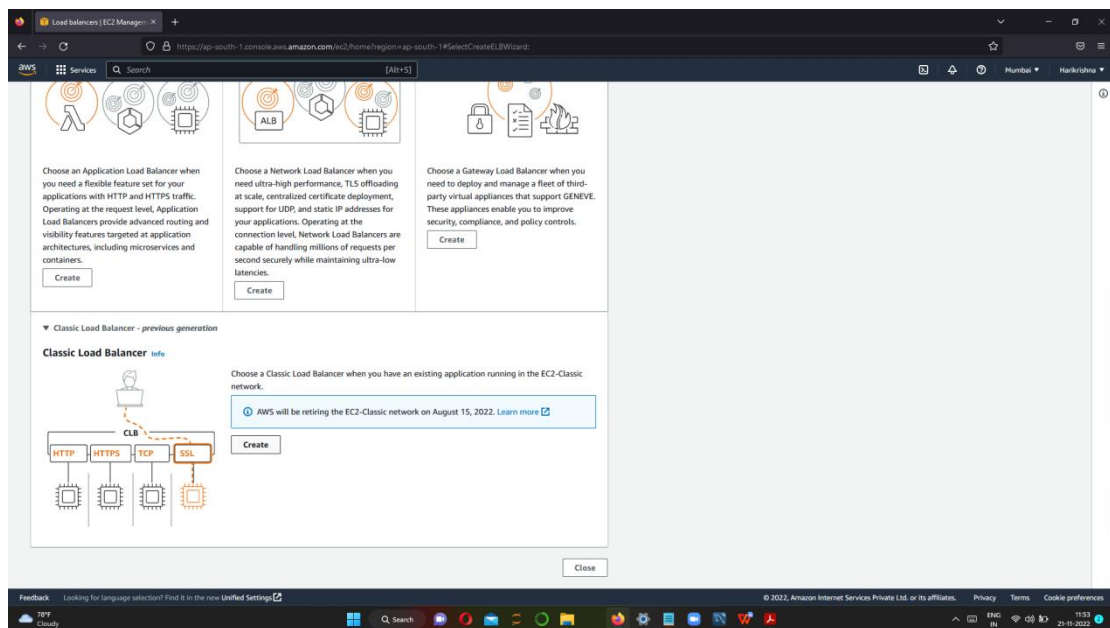 Load balancers | EC2 Managem
https://ap-south-1.console.aws.amazon.com/ec2/home?region=ap-south-1#SelectCreateELBWizard:
aws
Services
Search
[Alt+S]
Mumbai
Harikrishna
ALB
Choose an Application Load Balancer when
you need a flexible feature set for your
applications with HTTP and HTTPS traffic.
Operating at the request level, Application
Load Balancers provide advanced routing and
visibility features targeted at application
architectures, including microservices and
containers.
Create
Choose a Network Load Balancer when you
need ultra-high performance, TLS offloading
at scale, centralized certificate deployment,
support for UDP, and static IP addresses for
your applications. Operating at the
connection level, Network Load Balancers are
capable of handling millions of requests per
second securely while maintaining ultra-low
latencies.
Create
Choose a Gateway Load Balancer when you
need to deploy and manage a fleet of third-
party virtual appliances that support GENEVE.
These appliances enable you to improve
security, compliance, and policy controls.
Create
Classic Load Balancer - previous generation
Classic Load Balancer Info
CLB
HTTP
HTTPS
TCP
SSL
Choose a Classic Load Balancer when you have an existing application running in the EC2-Classic
network.
AWS will be retiring the EC2-Classic network on August 15, 2022. Learn more
Create
Close
Feedback
Looking for language selection? Find it in the new Unified Settings
© 2022, Amazon Internet Services Private Ltd. or its affiliates.
Privacy
Terms
Cookie preferences
78°F
Cloudy
Search
ENG
IN
11:53
21-11-2022